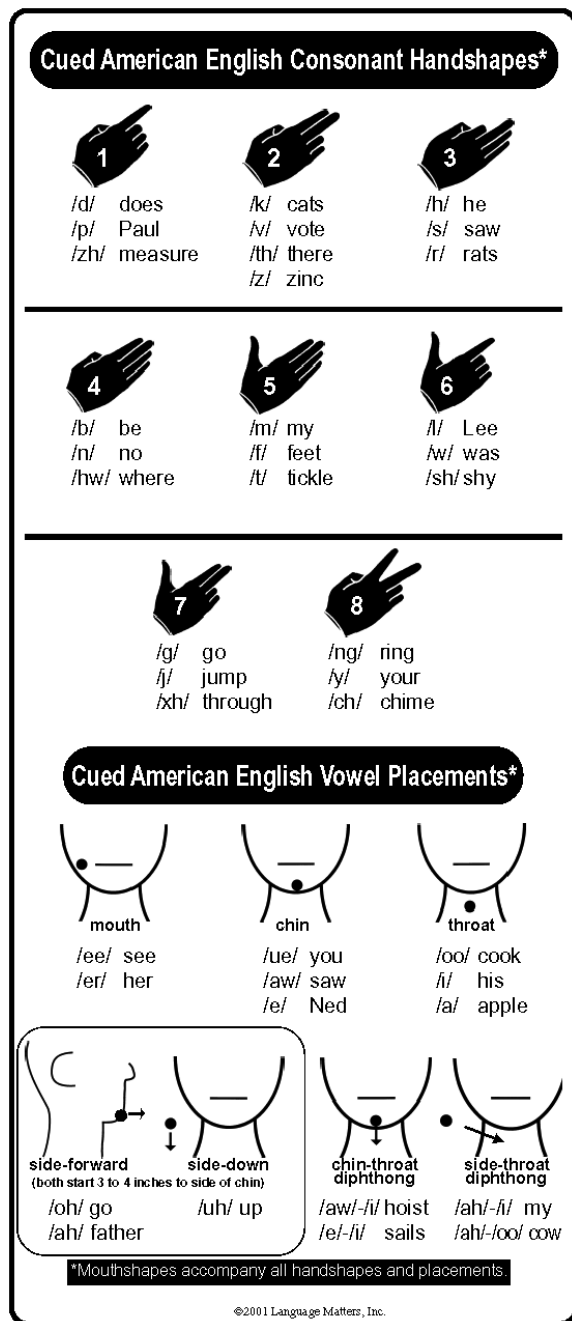 Cued American English Consonant Handshapes*
1 2 3
/d/ does /k/ cats /h/ he
/p/ Paul /v/ vote /s/ saw
/zh/ measure /th/ there /r/ rats
/z/ zinc
4 5 6
/b/ be /m/ my /l/ Lee
/n/ no /f/ feet /w/ was
/hw/ where /t/ tickle /sh/ shy
7 8
/g/ go /ng/ ring
/j/ jump /y/ your
/xh/ through /ch/ chime
Cued American English Vowel Placements*
mouth chin throat
/ee/ see /ue/ you /oo/ cook
/er/ her /aw/ saw /i/ his
/e/ Ned /a/ apple
side-forward side-down
(both start 3 to 4 inches to side of chin)
/oh/ go /uh/ up
/ah/ father
chin-throat side-throat
diphthong diphthong
/aw/-/i/ hoist /ah/-/i/ my
/e/-/i/ sails /ah/-/oo/ cow
*Mouthshapes accompany all handshapes and placements.
©2001 Language Matters, Inc.